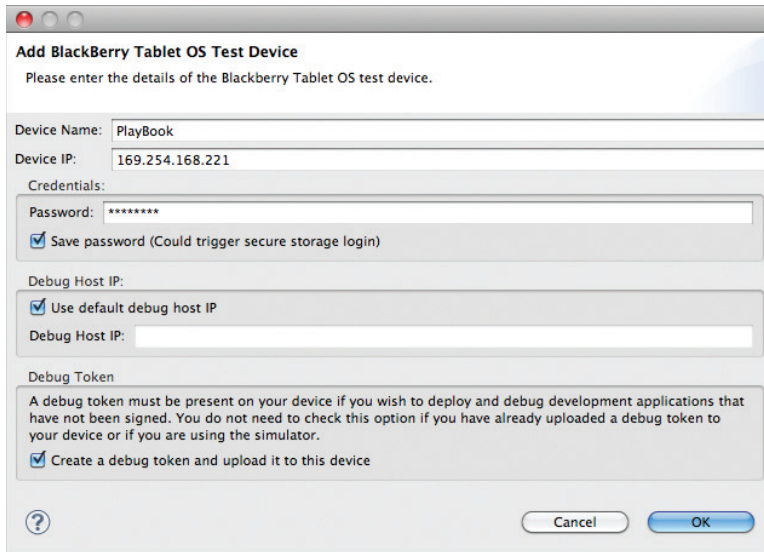 Add BlackBerry Tablet OS Test Device
Please enter the details of the Blackberry Tablet OS test device.
Device Name: PlayBook
Device IP: 169.254.168.221
Credentials:
Password: ********
Save password (Could trigger secure storage login)
Debug Host IP:
Use default debug host IP
Debug Host IP:
Debug Token
A debug token must be present on your device if you wish to deploy and debug development applications that
have not been signed. You do not need to check this option if you have already uploaded a debug token to
your device or if you are using the simulator.
Create a debug token and upload it to this device
? Cancel OK